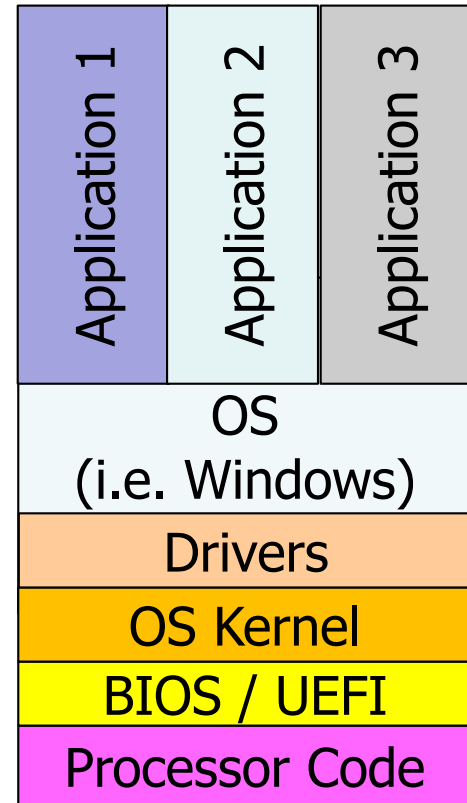 Application 1
Application 2
Application 3
OS
(i.e. Windows)
Drivers
OS Kernel
BIOS / UEFI
Processor Code